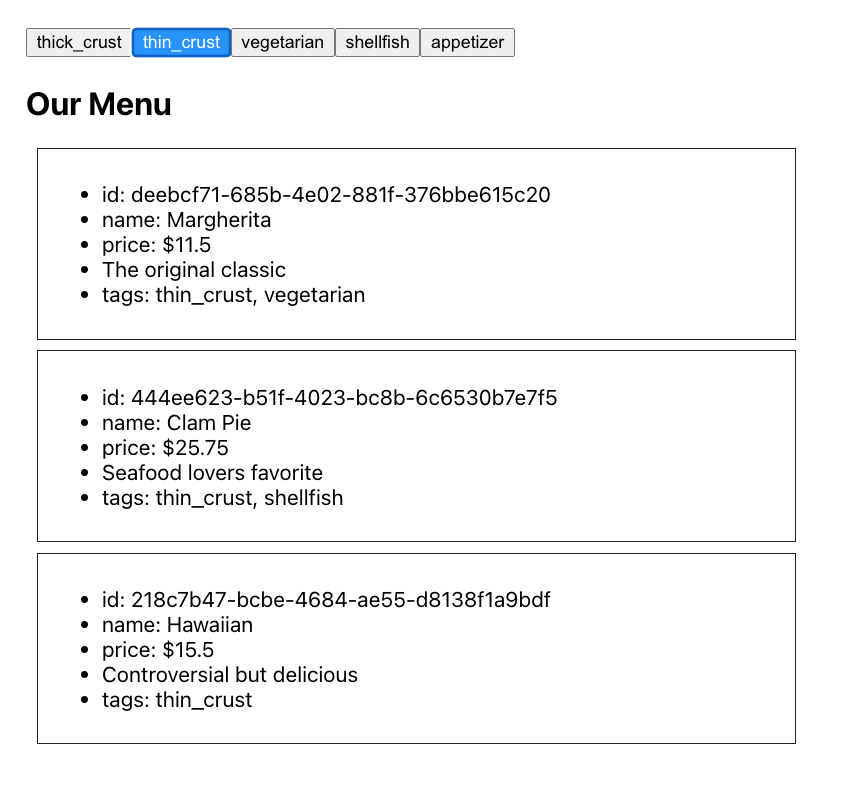 thick_crust thin_crust vegetarian shellfish appetizer
Our Menu
id: deebcf71-685b-4e02-881f-376bbe615c20
name: Margherita
price: $11.5
The original classic
tags: thin_crust, vegetarian
id: 444ee623-b51f-4023-bc8b-6c6530b7e7f5
name: Clam Pie
price: $25.75
Seafood lovers favorite
tags: thin_crust, shellfish
id: 218c7b47-bcbe-4684-ae55-d8138f1a9bdf
name: Hawaiian
price: $15.5
Controversial but delicious
tags: thin_crust